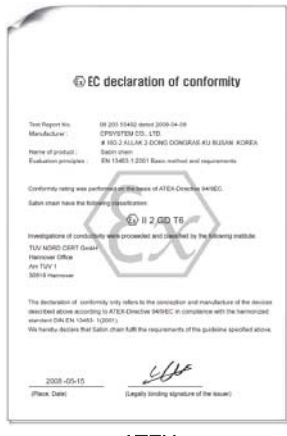 Ex EC declaration of conformity
Test Report No. 08 203 55492 dated 2008-04-09
Manufacturer : CPSYSTEM CO., LTD.
# 183-2 ALLAK 2-DONG DONGRAE-KU BUSAN KOREA
Name of product : Sabin chain
Evaluation principles : EN 13463-1:2001 Basic method and requirements
Conformity rating was performed on the basis of ATEX-Directive 94/9/EC.
Sabin chain have the following classification:
Ex II 2 GD T6
Investigations of conductivity were proceeded and classified by the following institute:
TUV NORD CERT GmbH
Hannover Office
Am TUV 1
30519 Hannover
The declaration of conformity only refers to the conception and manufacture of the devices
described above according to ATEX-Directive 94/9/EC in compliance with the harmonized
standard DIN EN 13463-1(2001).
We hereby declare that Sabin chain fulfil the requirements of the guideline specified above.
2008 -05-15
(Place, Date) (Legally binding signature of the issuer)